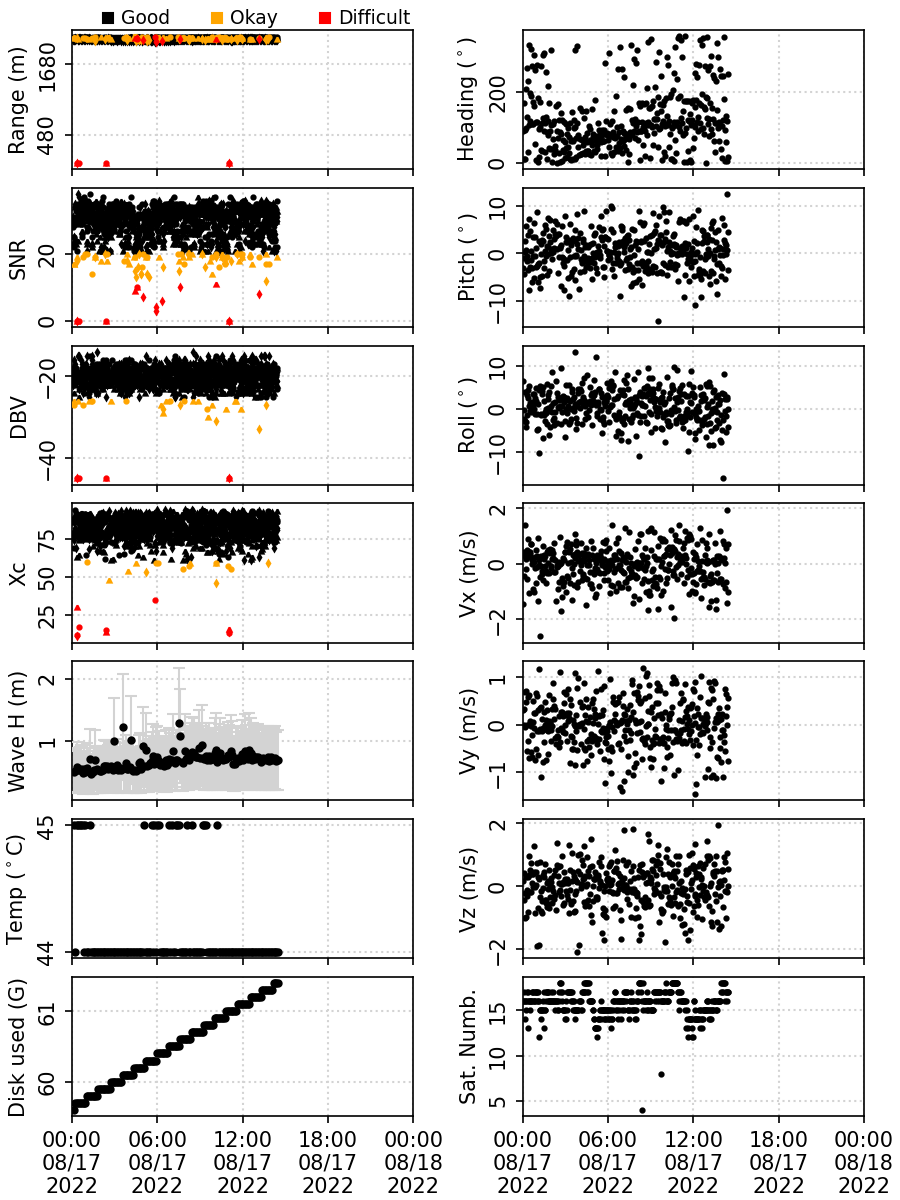 Good Okay Difficult
Range (m)
1680
480
Heading (°)
200
0
SNR
20
0
Pitch (°)
10
0
−10
DBV
−20
−40
Roll (°)
10
0
−10
Xc
75
50
25
Vx (m/s)
2
0
−2
Wave H (m)
2
1
Vy (m/s)
1
0
−1
Temp (°C)
45
44
Vz (m/s)
2
0
−2
Disk used (G)
61
60
Sat. Numb.
15
10
5
00:00 06:00 12:00 18:00 00:00
08/17 08/17 08/17 08/17 08/18
2022 2022 2022 2022 2022
00:00 06:00 12:00 18:00 00:00
08/17 08/17 08/17 08/17 08/18
2022 2022 2022 2022 2022